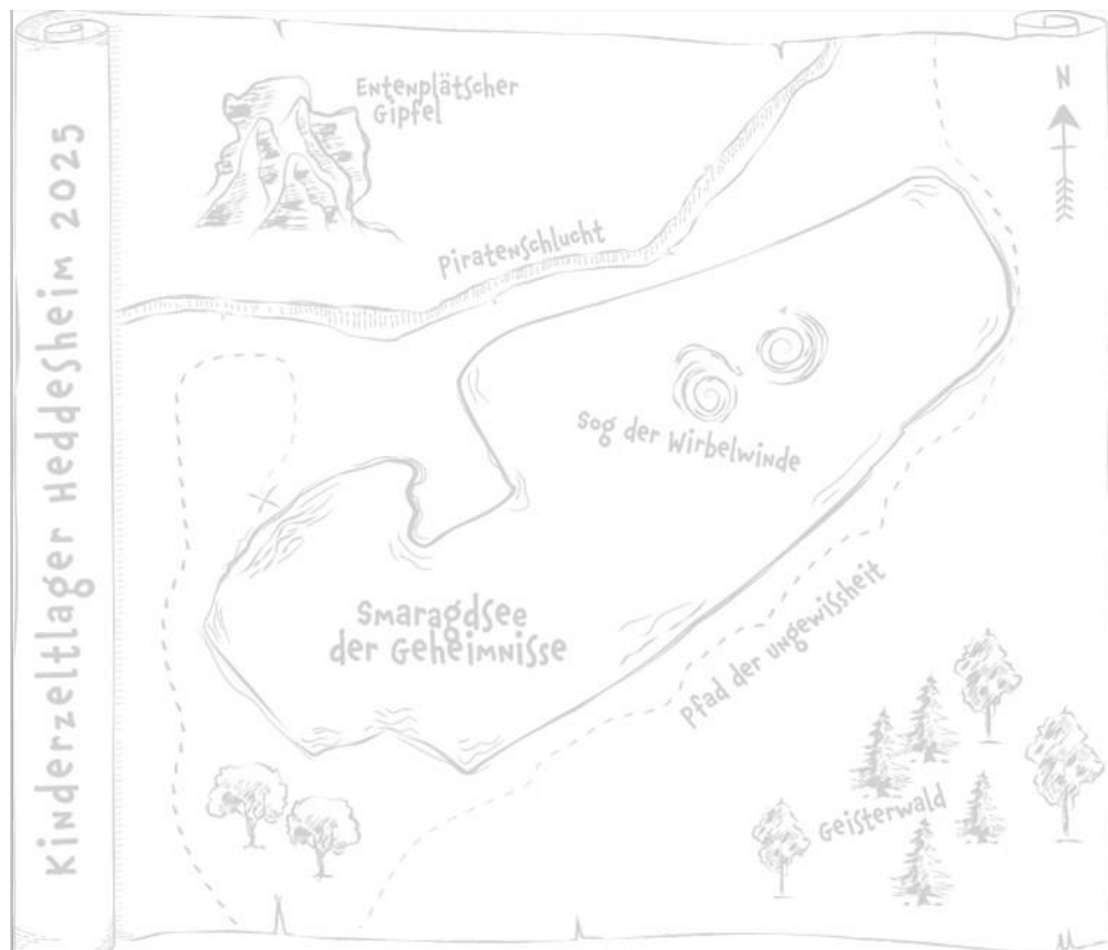 Kinderzeltlager Heddesheim 2025
Entenplätscher
Gipfel
N
Piratenschlucht
Sog der Wirbelwinde
Smaragdsee
der Geheimnisse
Pfad der Ungewissheit
Geisterwald